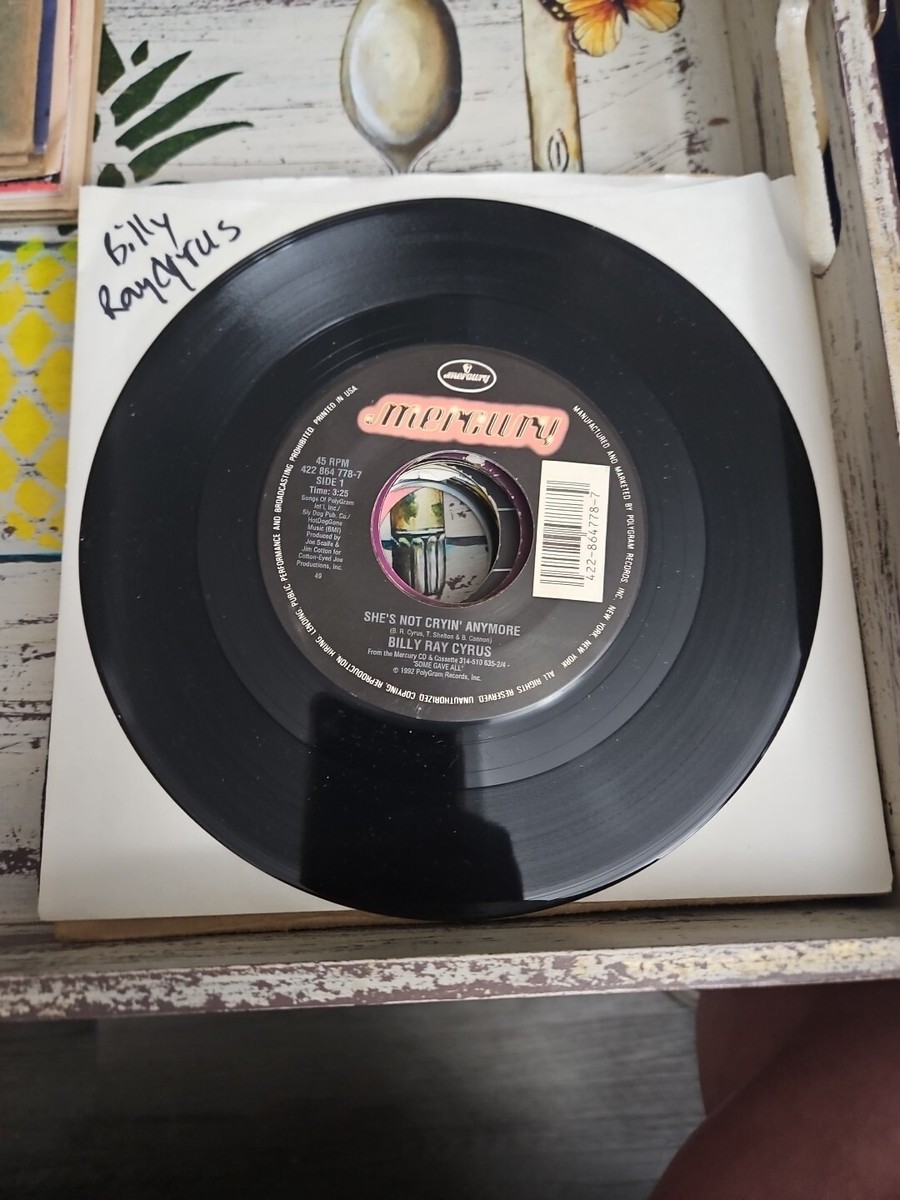 Billy
Ray Cyrus
mercury
mercury
45 RPM
422 864 778-7
SIDE 1
Time: 3:25
Songs Of PolyGram
Int'l, Inc./
Sly Dog Pub. Co./
HotDogGone
Music (BMI)
Produced by
Joe Scaife &
Jim Cotton for
Cotton-Eyed Joe
Productions, Inc.
49
422-864778-7
SHE'S NOT CRYIN' ANYMORE
(B. R. Cyrus, T. Shelton & B. Cannon)
BILLY RAY CYRUS
From the Mercury CD & Cassette 314-510 635-2/4 -
"SOME GAVE ALL"
© 1992 PolyGram Records, Inc.
MANUFACTURED AND MARKETED BY POLYGRAM RECORDS, INC. NEW YORK, NEW YORK ALL RIGHTS RESERVED. UNAUTHORIZED COPYING, REPRODUCTION, HIRING, LENDING, PUBLIC PERFORMANCE AND BROADCASTING PROHIBITED. PRINTED IN USA